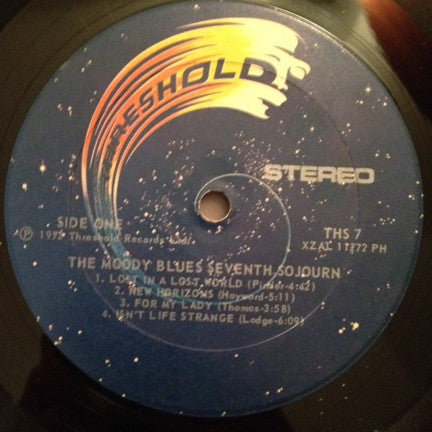 THRESHOLD
STEREO
SIDE ONE
THS 7
Ⓟ 1972 Threshold Records Ltd.
XZAL 11772 PH
THE MOODY BLUES SEVENTH SOJOURN
1. LOST IN A LOST WORLD (Pinder-4:42)
2. NEW HORIZONS (Hayward-5:11)
3. FOR MY LADY (Thomas-3:58)
4. ISN'T LIFE STRANGE (Lodge-6:09)